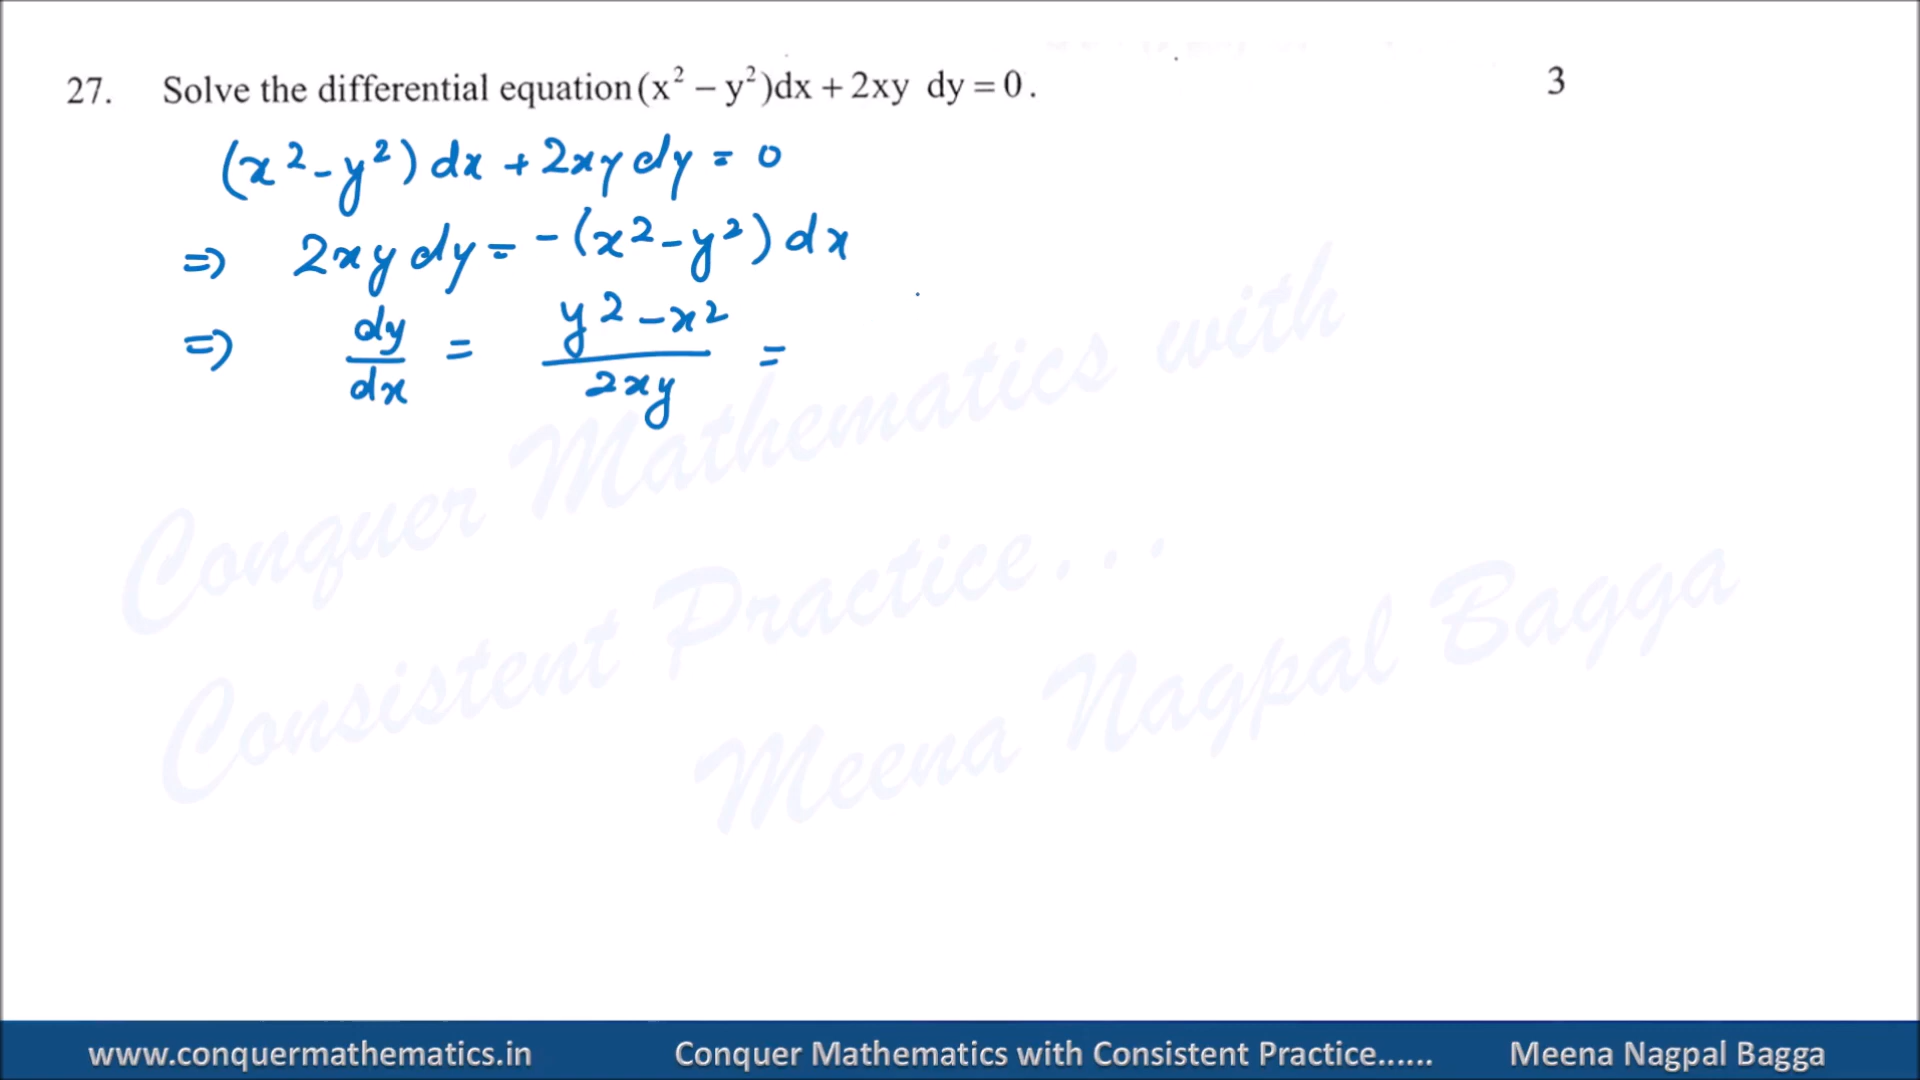 27. Solve the differential equation (x² − y²)dx + 2xy dy = 0. 3
(x² - y²) dx + 2xy dy = 0
⇒ 2xy dy = -(x² - y²) dx
⇒ dy/dx = (y² - x²)/2xy =
Conquer Mathematics with
Consistent Practice...
Meena Nagpal Bagga
www.conquermathematics.in Conquer Mathematics with Consistent Practice...... Meena Nagpal Bagga